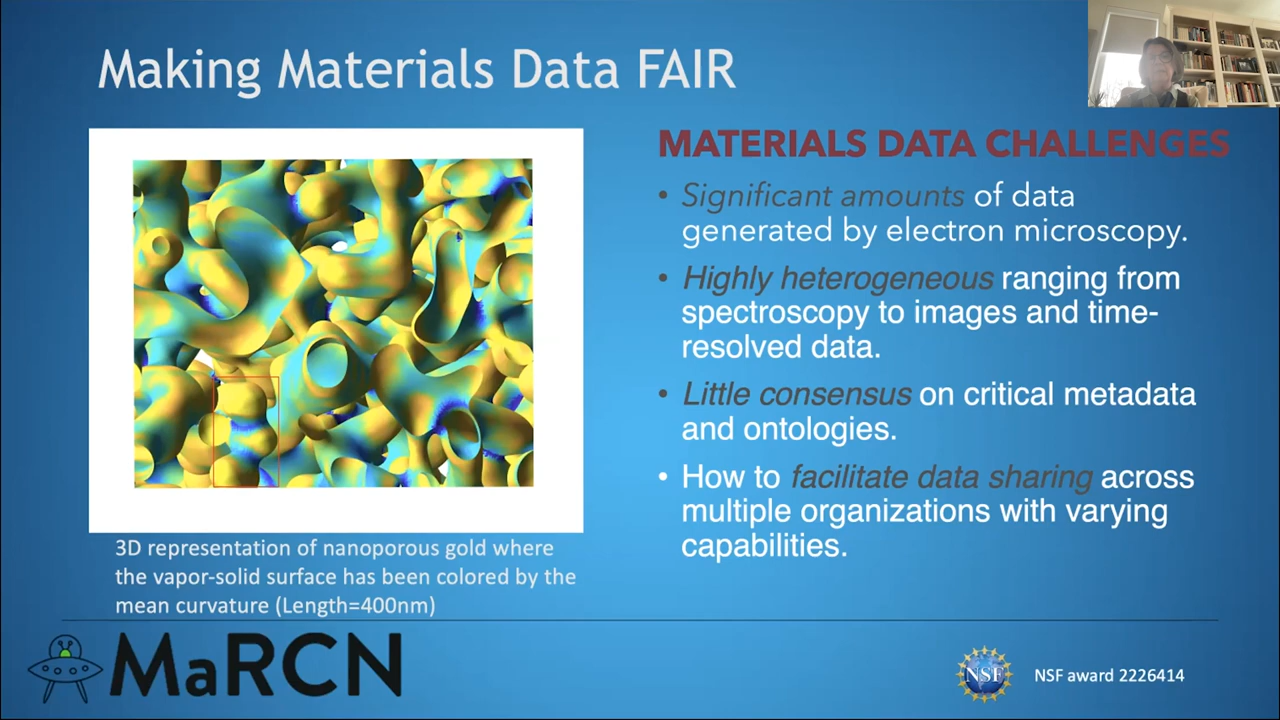 Making Materials Data FAIR
MATERIALS DATA CHALLENGES
• Significant amounts of data
generated by electron microscopy.
• Highly heterogeneous ranging from
spectroscopy to images and time-
resolved data.
• Little consensus on critical metadata
and ontologies.
• How to facilitate data sharing across
multiple organizations with varying
capabilities.
3D representation of nanoporous gold where
the vapor-solid surface has been colored by the
mean curvature (Length=400nm)
MaRCN
NSF
NSF award 2226414